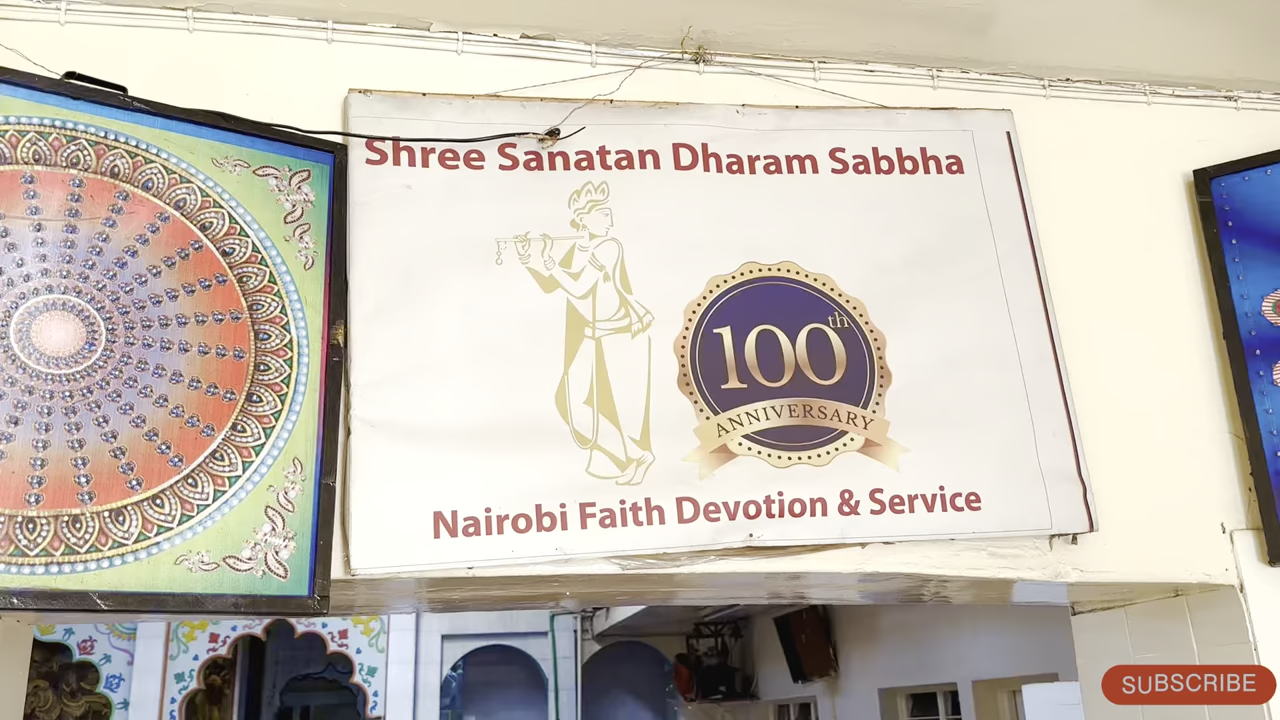 Shree Sanatan Dharam Sabbha
100th
ANNIVERSARY
Nairobi Faith Devotion & Service
SUBSCRIBE